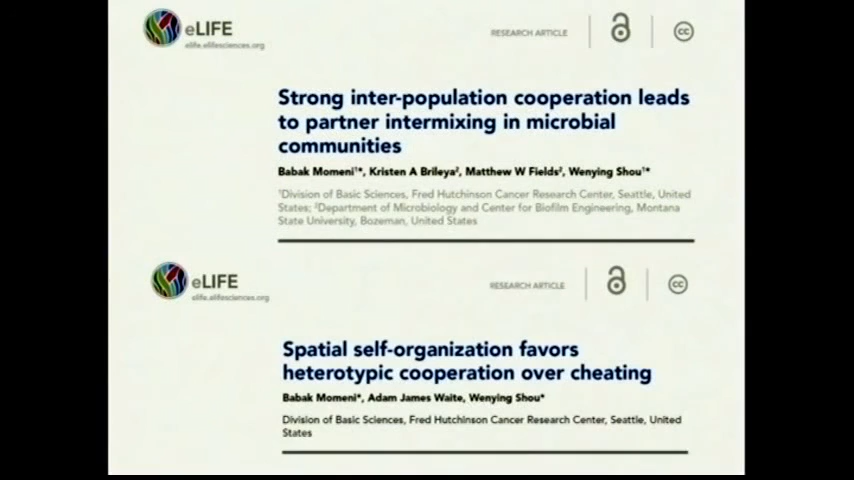 eLIFE
elife.elifesciences.org
RESEARCH ARTICLE
cc
Strong inter-population cooperation leads
to partner intermixing in microbial
communities
Babak Momeni¹*, Kristen A Brileya², Matthew W Fields², Wenying Shou¹*
¹Division of Basic Sciences, Fred Hutchinson Cancer Research Center, Seattle, United
States; ²Department of Microbiology and Center for Biofilm Engineering, Montana
State University, Bozeman, United States
eLIFE
elife.elifesciences.org
RESEARCH ARTICLE
cc
Spatial self-organization favors
heterotypic cooperation over cheating
Babak Momeni*, Adam James Waite, Wenying Shou*
Division of Basic Sciences, Fred Hutchinson Cancer Research Center, Seattle, United
States